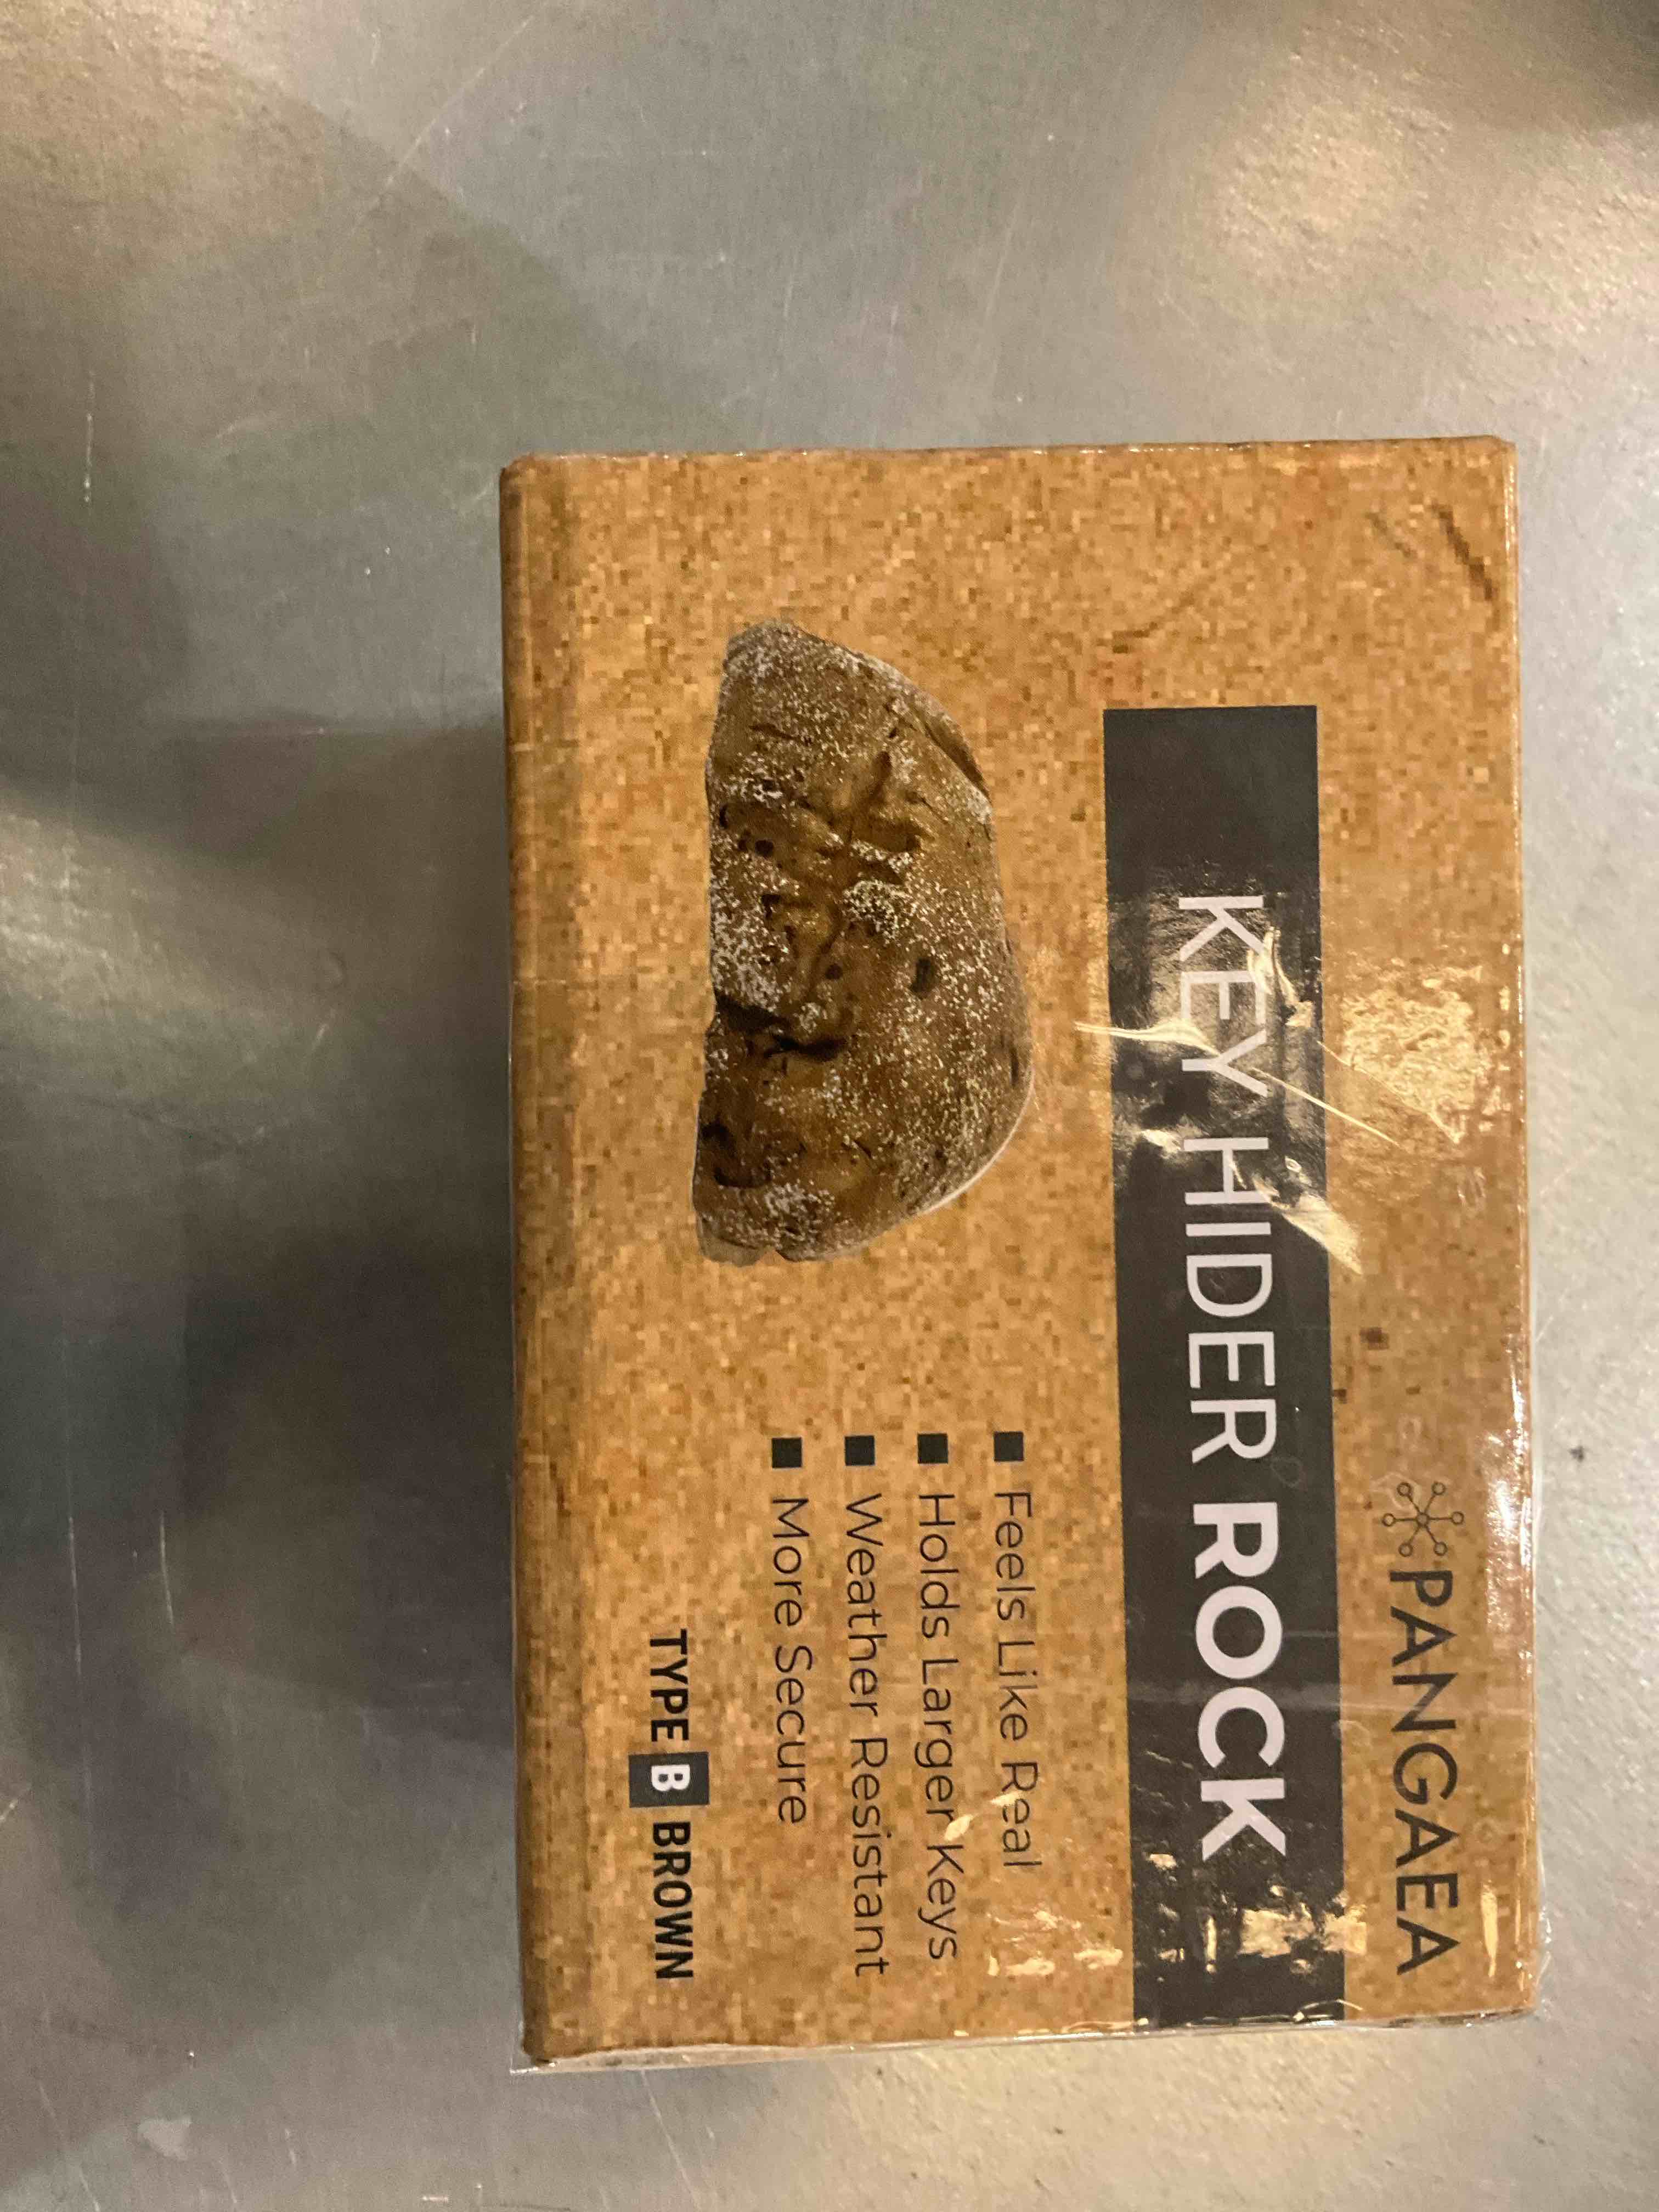 PANGAEA
KEY HIDER ROCK
Feels Like Real
Holds Larger Keys
Weather Resistant
More Secure
TYPE B BROWN